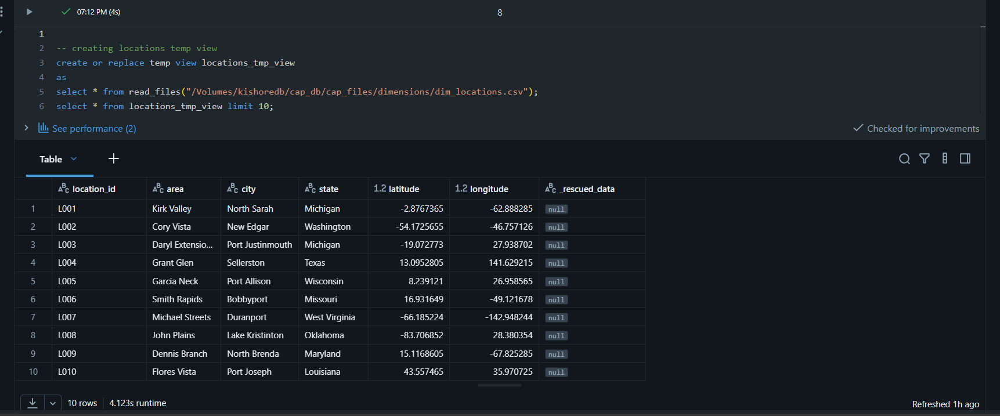 07:12 PM (4s)
8
1
2 -- creating locations temp view
3 create or replace temp view locations_tmp_view
4 as
5 select * from read_files("/Volumes/kishoredb/cap_db/cap_files/dimensions/dim_locations.csv");
6 select * from locations_tmp_view limit 10;
See performance (2)
Checked for improvements
Table
location_id area city state 1.2 latitude 1.2 longitude _rescued_data
1 L001 Kirk Valley North Sarah Michigan -2.8767365 -62.888285 null
2 L002 Cory Vista New Edgar Washington -54.1725655 -46.757126 null
3 L003 Daryl Extensio... Port Justinmouth Michigan -19.072773 27.938702 null
4 L004 Grant Glen Sellerston Texas 13.0952805 141.629215 null
5 L005 Garcia Neck Port Allison Wisconsin 8.239121 26.958565 null
6 L006 Smith Rapids Bobbyport Missouri 16.931649 -49.121678 null
7 L007 Michael Streets Duranport West Virginia -66.185224 -142.948244 null
8 L008 John Plains Lake Kristinton Oklahoma -83.706852 28.380354 null
9 L009 Dennis Branch North Brenda Maryland 15.1168605 -67.825285 null
10 L010 Flores Vista Port Joseph Louisiana 43.557465 35.970725 null
10 rows 4.123s runtime
Refreshed 1h ago